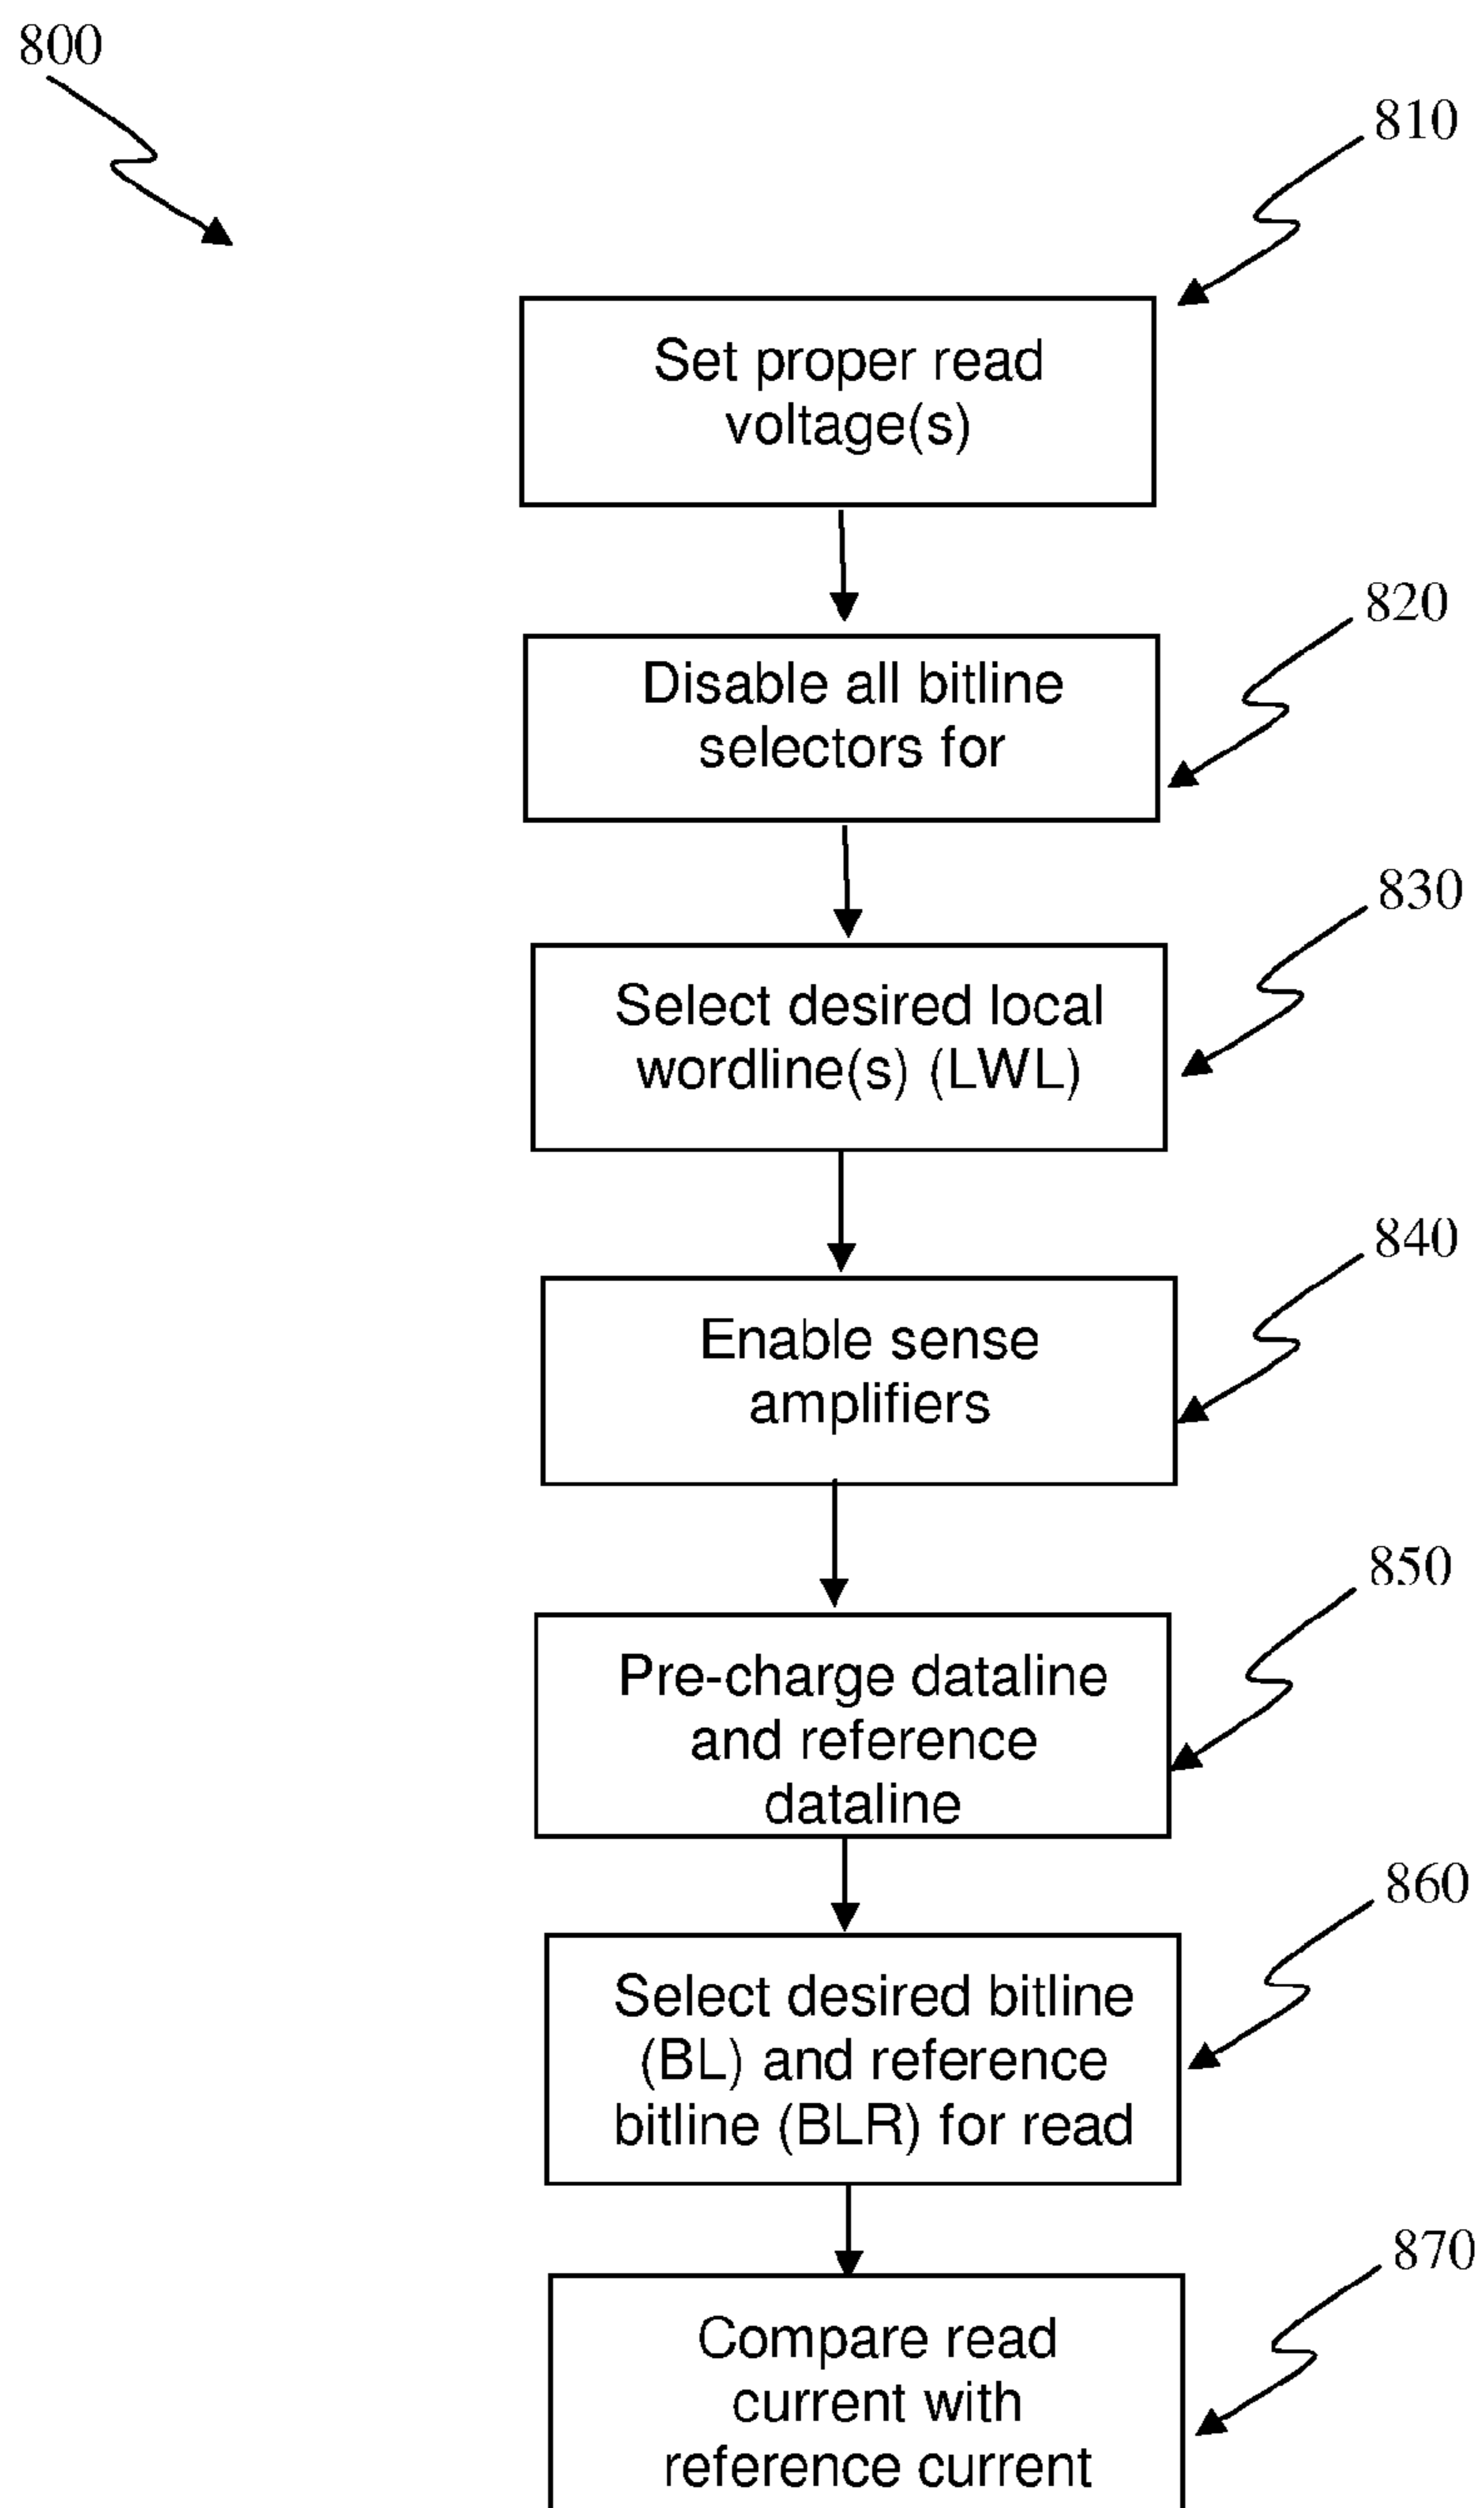 800
810
Set proper read
voltage(s)
820
Disable all bitline
selectors for
830
Select desired local
wordline(s) (LWL)
840
Enable sense
amplifiers
850
Pre-charge dataline
and reference
dataline
860
Select desired bitline
(BL) and reference
bitline (BLR) for read
870
Compare read
current with
reference current